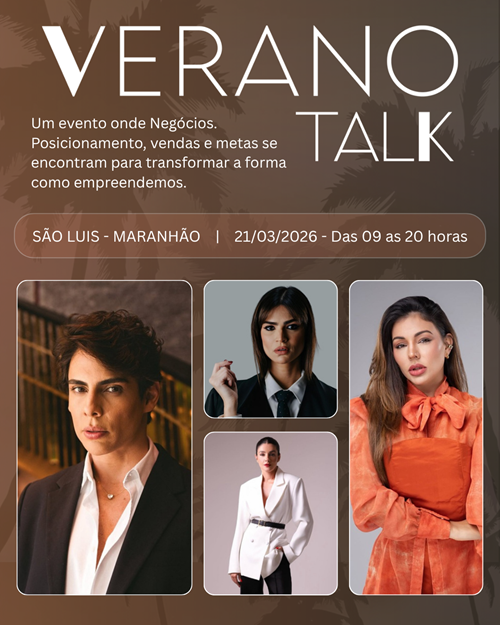 VERANO
TALK
Um evento onde Negócios.
Posicionamento, vendas e metas se
encontram para transformar a forma
como empreendemos.
SÃO LUIS - MARANHÃO | 21/03/2026 - Das 09 as 20 horas